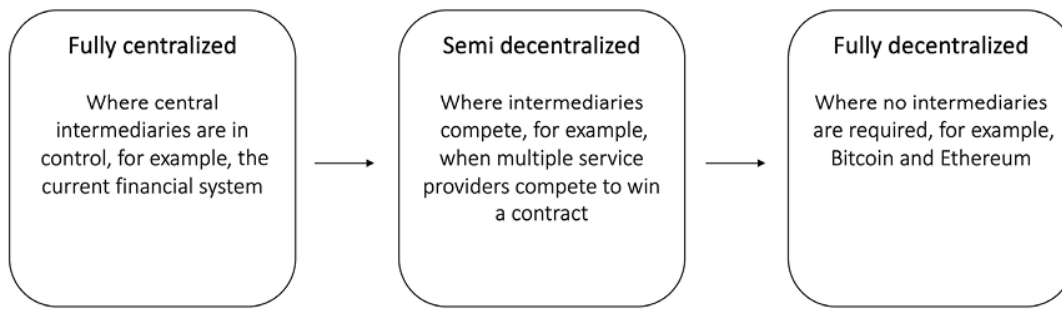 Fully centralized
Where central
intermediaries are in
control, for example, the
current financial system
Semi decentralized
Where intermediaries
compete, for example,
when multiple service
providers compete to win
a contract
Fully decentralized
Where no intermediaries
are required, for example,
Bitcoin and Ethereum